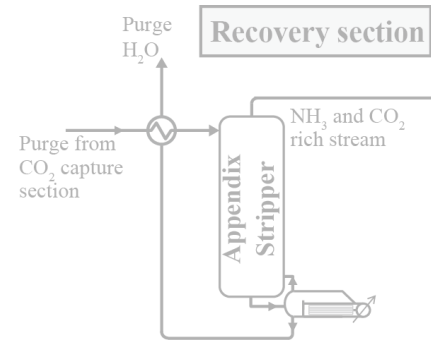 Purge
H₂O
Recovery section
Purge from
CO₂ capture
section
NH₃ and CO₂
rich stream
Appendix
Stripper